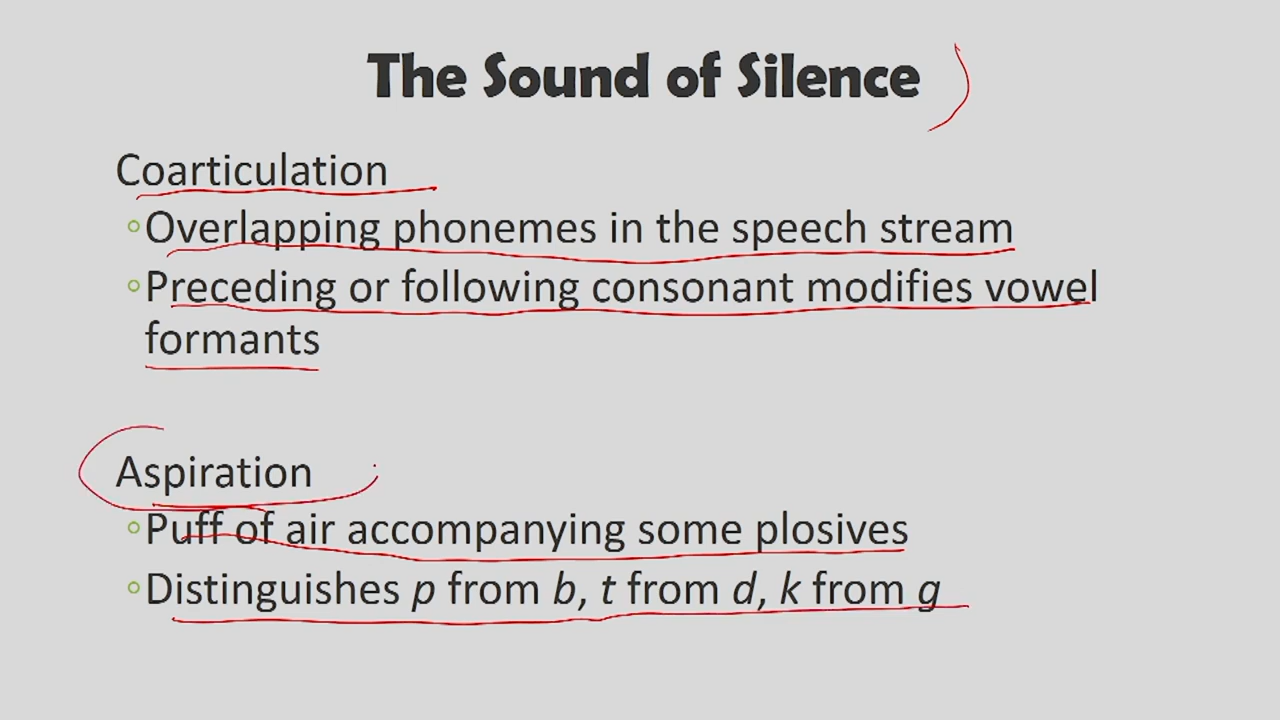 The Sound of Silence
Coarticulation
Overlapping phonemes in the speech stream
Preceding or following consonant modifies vowel
formants
Aspiration
Puff of air accompanying some plosives
Distinguishes p from b, t from d, k from g